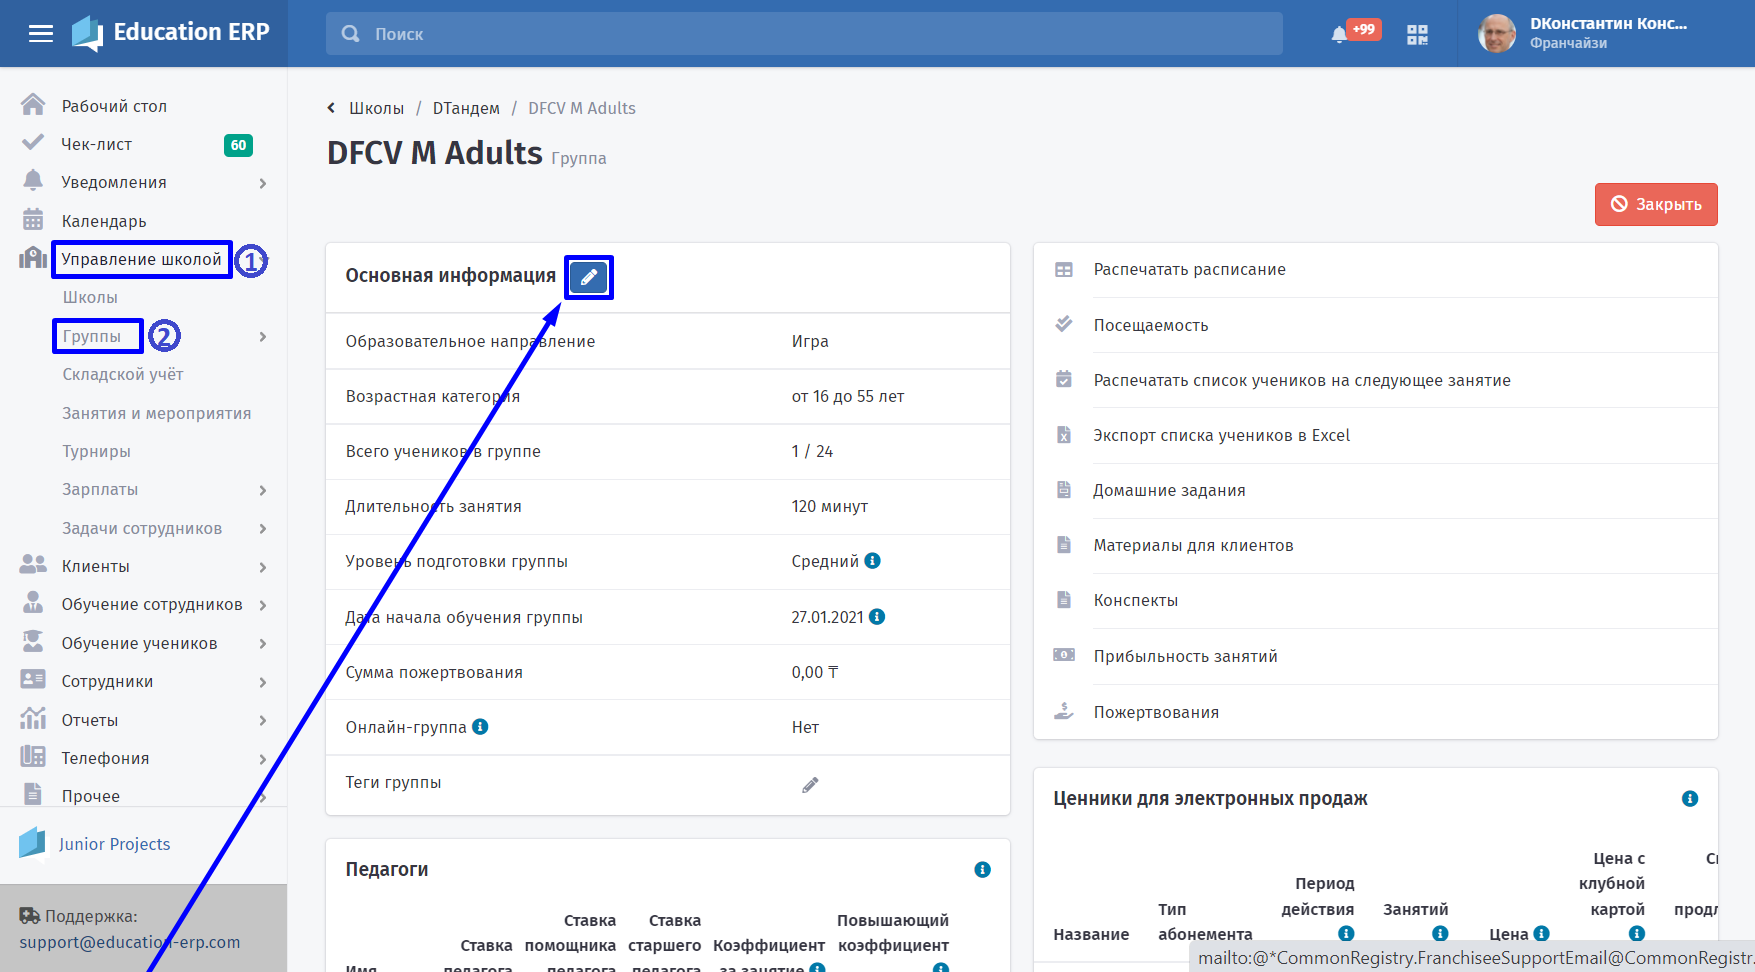 Education ERP
Поиск
+99
DКонстантин Конс...
Франчайзи
Рабочий стол
Чек-лист
60
Уведомления
Календарь
Управление школой
1
Школы
Группы
2
Складской учёт
Занятия и мероприятия
Турниры
Зарплаты
Задачи сотрудников
Клиенты
Обучение сотрудников
Обучение учеников
Сотрудники
Отчеты
Телефония
Прочее
Junior Projects
Поддержка:
support@education-erp.com
Школы / DТандем / DFCV M Adults
DFCV M Adults Группа
Закрыть
Основная информация
Образовательное направление Игра
Возрастная категория от 16 до 55 лет
Всего учеников в группе 1 / 24
Длительность занятия 120 минут
Уровень подготовки группы Средний
Дата начала обучения группы 27.01.2021
Сумма пожертвования 0,00 ₸
Онлайн-группа Нет
Теги группы
Педагоги
Имя
Ставка педагога
Ставка помощника педагога
Ставка старшего педагога
Коэффициент за занятие
Повышающий коэффициент
Распечатать расписание
Посещаемость
Распечатать список учеников на следующее занятие
Экспорт списка учеников в Excel
Домашние задания
Материалы для клиентов
Конспекты
Прибыльность занятий
Пожертвования
Ценники для электронных продаж
Название
Тип абонемента
Период действия
Занятий
Цена
Цена с клубной картой
mailto:@*CommonRegistry.FranchiseeSupportEmail@CommonRegistr.